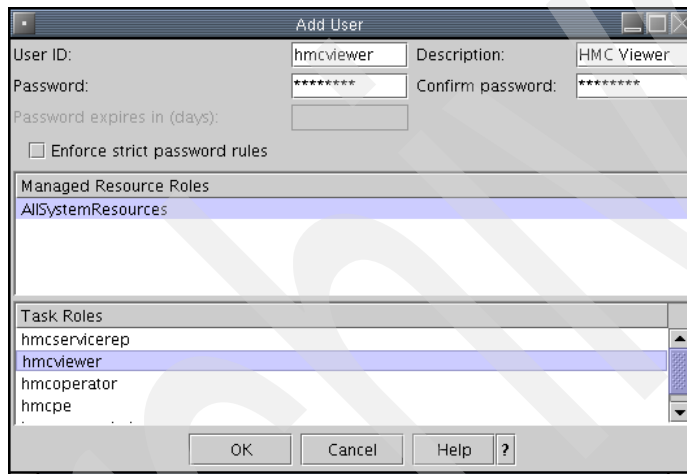 Add User
User ID: hmcviewer Description: HMC Viewer
Password: ******** Confirm password: ********
Password expires in (days):
Enforce strict password rules
Managed Resource Roles
AllSystemResources
Task Roles
hmcservicerep
hmcviewer
hmcoperator
hmcpe
OK Cancel Help ?